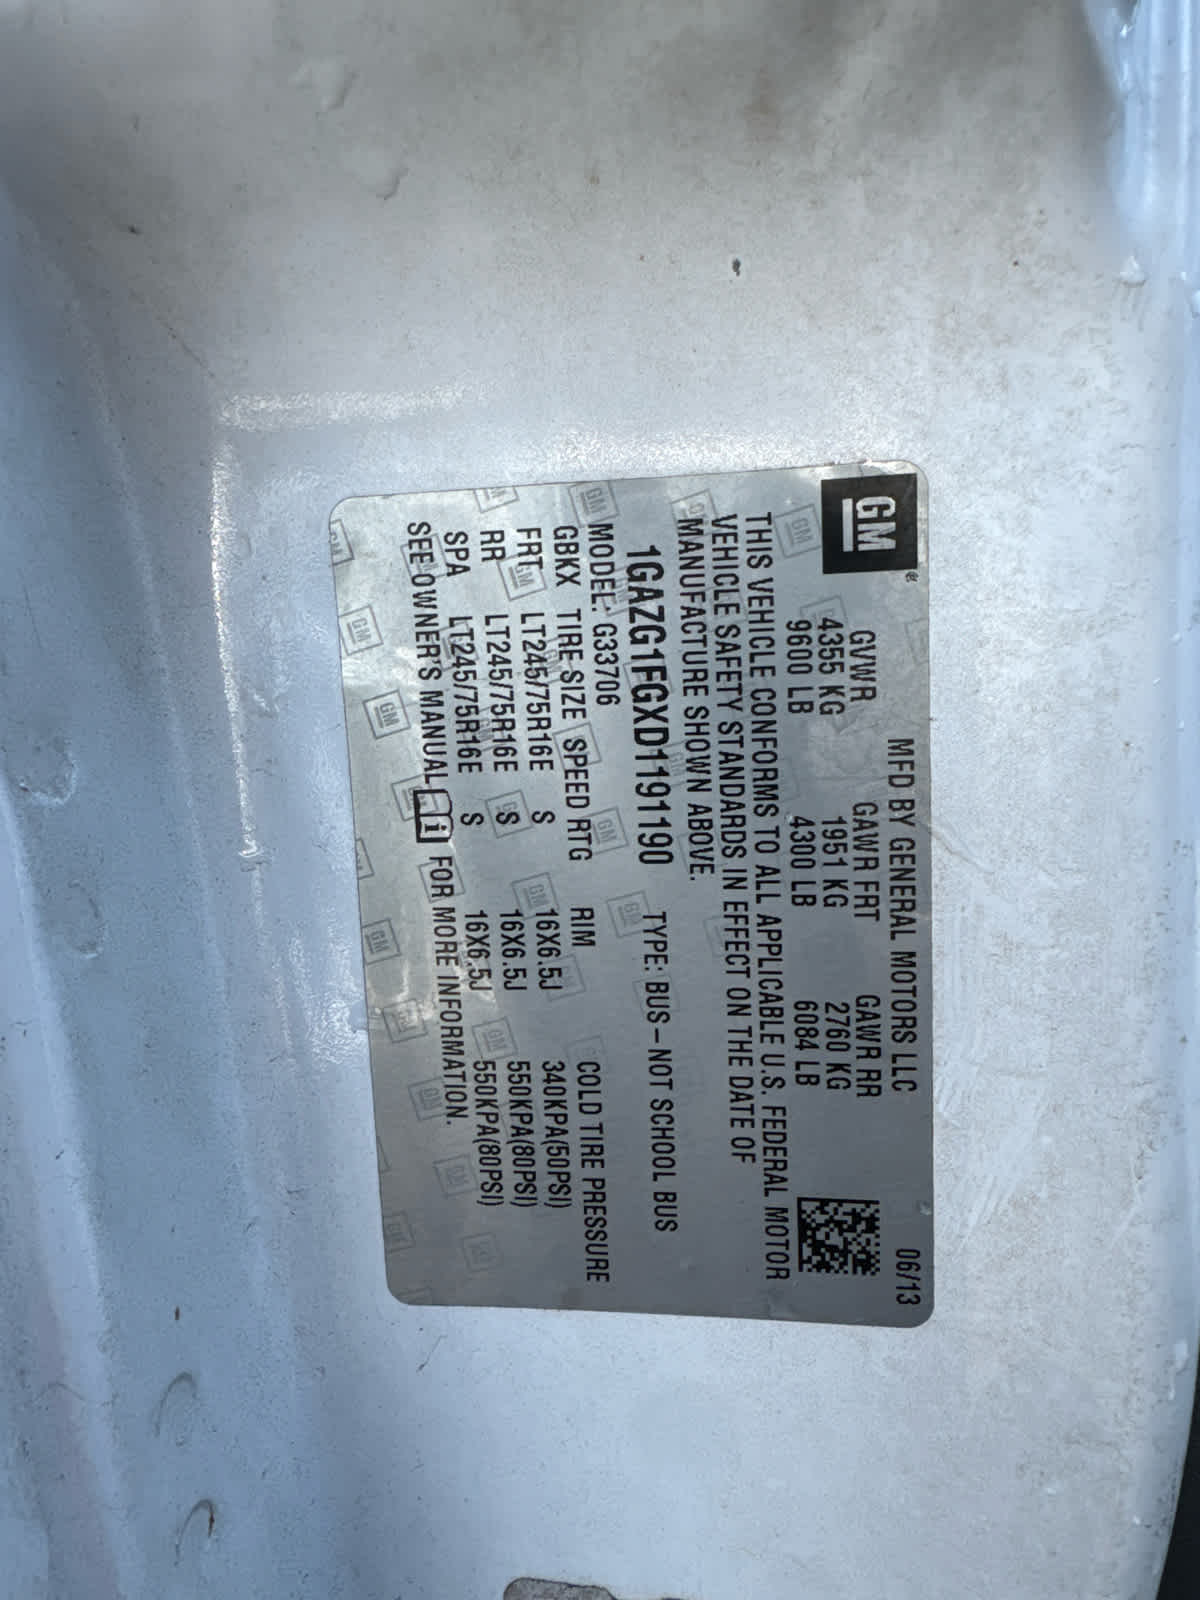 GM
MFD BY GENERAL MOTORS LLC 06/13
GVWR GAWR FRT GAWR RR
4355 KG 1951 KG 2760 KG
9600 LB 4300 LB 6084 LB
THIS VEHICLE CONFORMS TO ALL APPLICABLE U.S. FEDERAL MOTOR
VEHICLE SAFETY STANDARDS IN EFFECT ON THE DATE OF
MANUFACTURE SHOWN ABOVE.
1GAZG1FGXD1191190 TYPE: BUS–NOT SCHOOL BUS
MODEL: G33706
GBKX TIRE SIZE SPEED RTG RIM COLD TIRE PRESSURE
FRT LT245/75R16E S 16X6.5J 340KPA(50PSI)
RR LT245/75R16E S 16X6.5J 550KPA(80PSI)
SPA LT245/75R16E S 16X6.5J 550KPA(80PSI)
SEE OWNER'S MANUAL i FOR MORE INFORMATION.